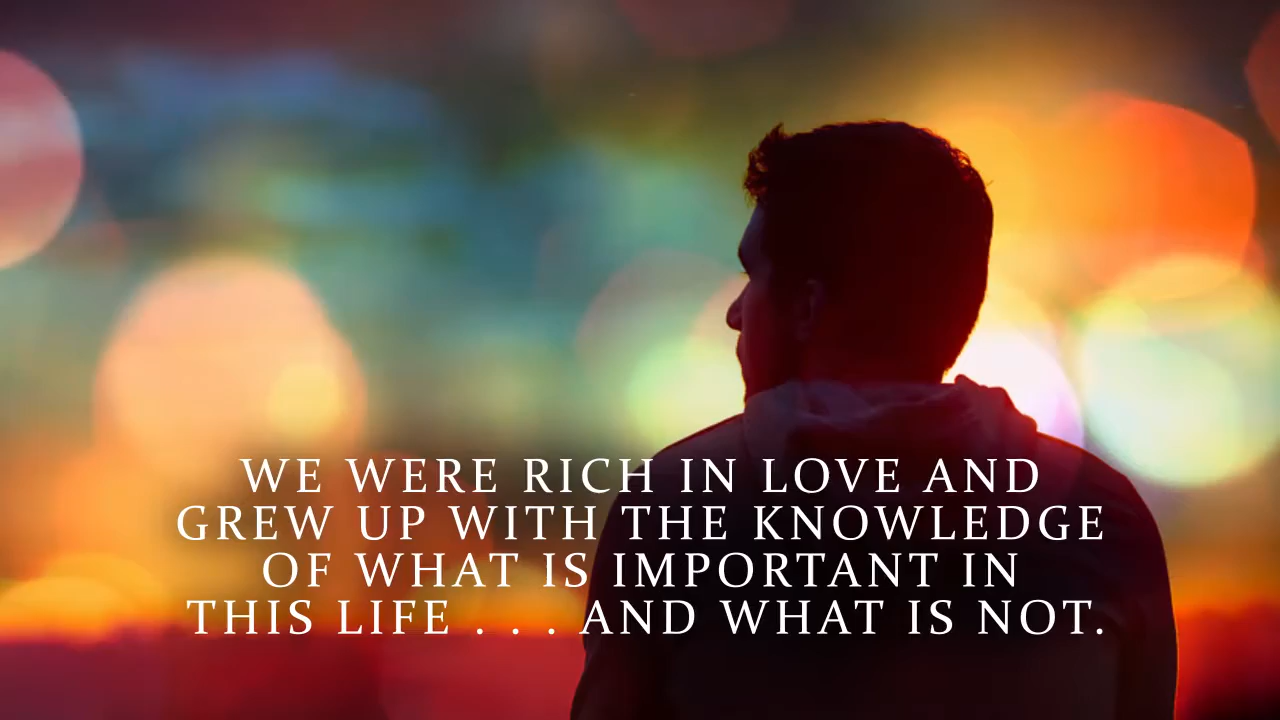 WE WERE RICH IN LOVE AND
GREW UP WITH THE KNOWLEDGE
OF WHAT IS IMPORTANT IN
THIS LIFE . . . AND WHAT IS NOT.